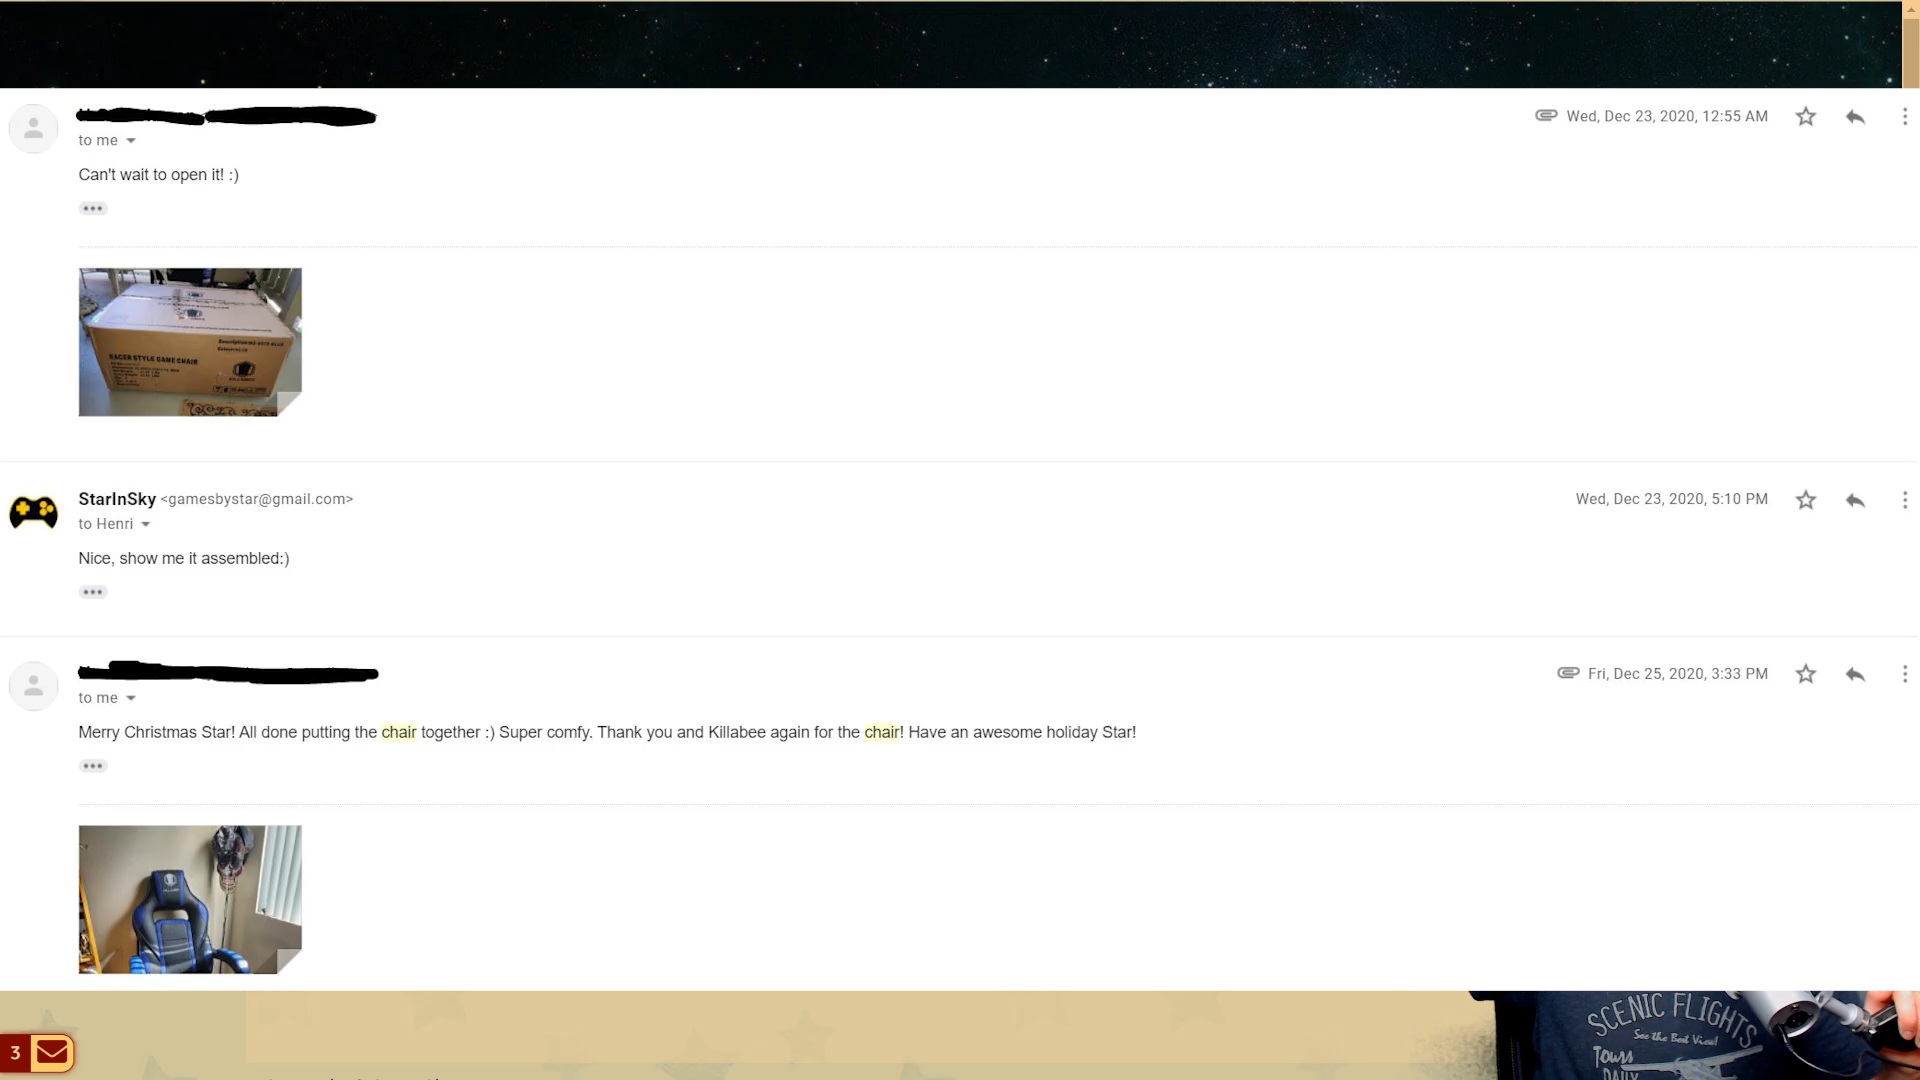 Wed, Dec 23, 2020, 12:55 AM
to me
Can't wait to open it! :)
RACER STYLE GAME CHAIR
StarInSky <gamesbystar@gmail.com>
Wed, Dec 23, 2020, 5:10 PM
to Henri
Nice, show me it assembled:)
Fri, Dec 25, 2020, 3:33 PM
to me
Merry Christmas Star! All done putting the chair together :) Super comfy. Thank you and Killabee again for the chair! Have an awesome holiday Star!
SCENIC FLIGHTS
See the Best View!
Tours
DAILY
3